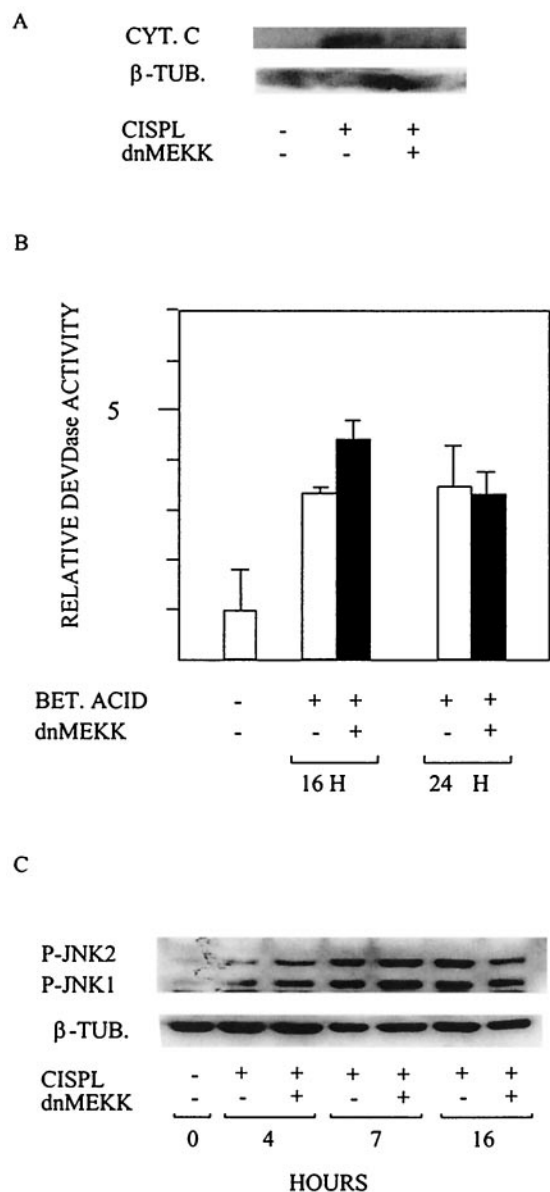 A
CYT. C
β-TUB.
CISPL - + +
dnMEKK - - +
B
RELATIVE DEVDase ACTIVITY
5
BET. ACID - + + + +
dnMEKK - - + - +
16 H 24 H
C
P-JNK2
P-JNK1
β-TUB.
CISPL - + + + + + +
dnMEKK - - + - + - +
0 4 7 16
HOURS